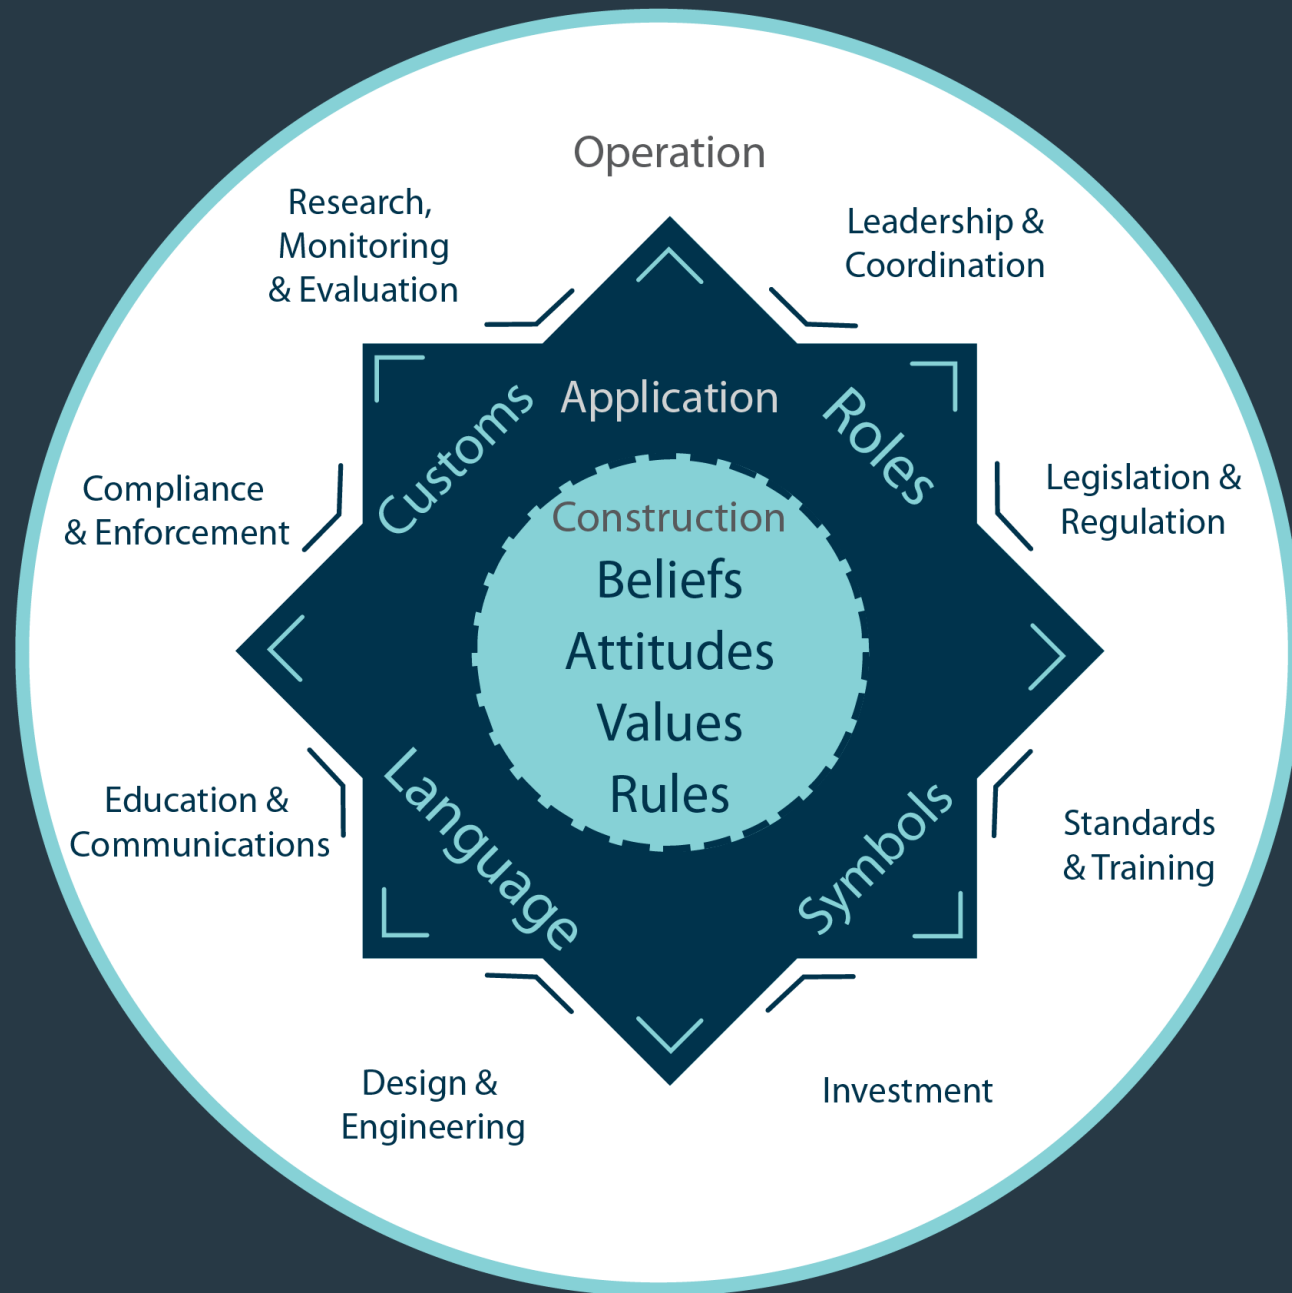 Operation
Research,
Monitoring
& Evaluation
Leadership &
Coordination
Compliance
& Enforcement
Legislation &
Regulation
Education &
Communications
Standards
& Training
Design &
Engineering
Investment
Application
Customs
Roles
Language
Symbols
Construction
Beliefs
Attitudes
Values
Rules